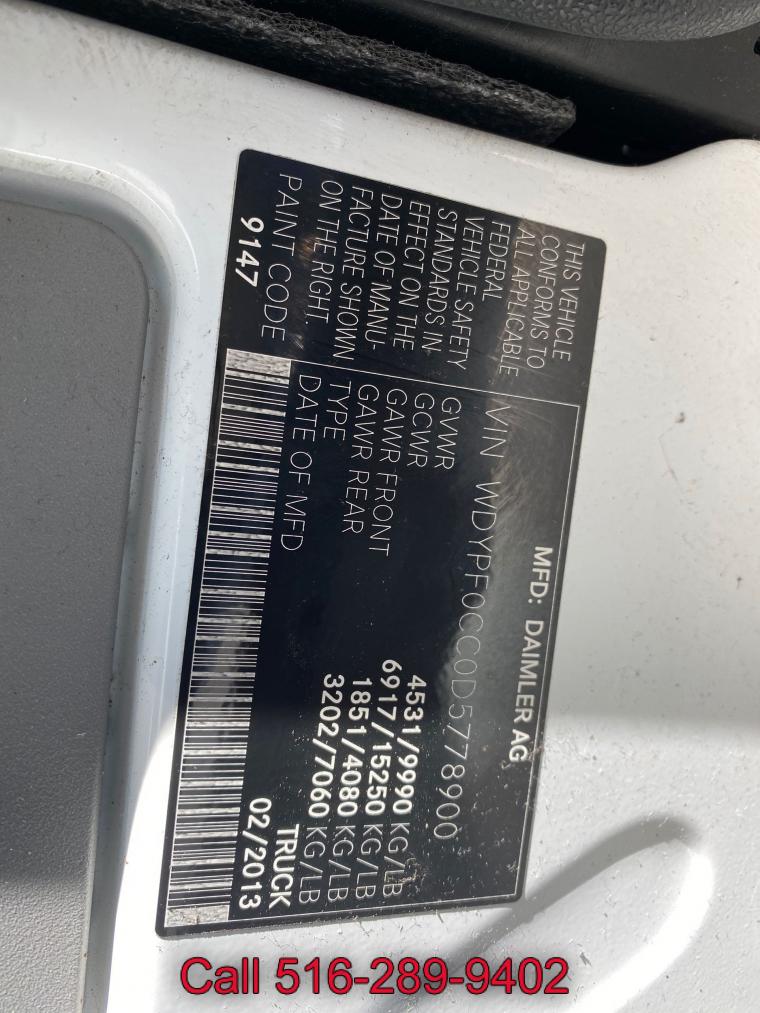 MFD: DAIMLER AG
THIS VEHICLE
CONFORMS TO
ALL APPLICABLE
FEDERAL
VEHICLE SAFETY
STANDARDS IN
EFFECT ON THE
DATE OF MANU-
FACTURE SHOWN
ON THE RIGHT
PAINT CODE
9147
VIN WDYPF0CC0D5778900
GVWR 4531/9990 KG/LB
GCWR 6917/15250 KG/LB
GAWR FRONT 1851/4080 KG/LB
GAWR REAR 3202/7060 KG/LB
TYPE TRUCK
DATE OF MFD 02/2013
Call 516-289-9402